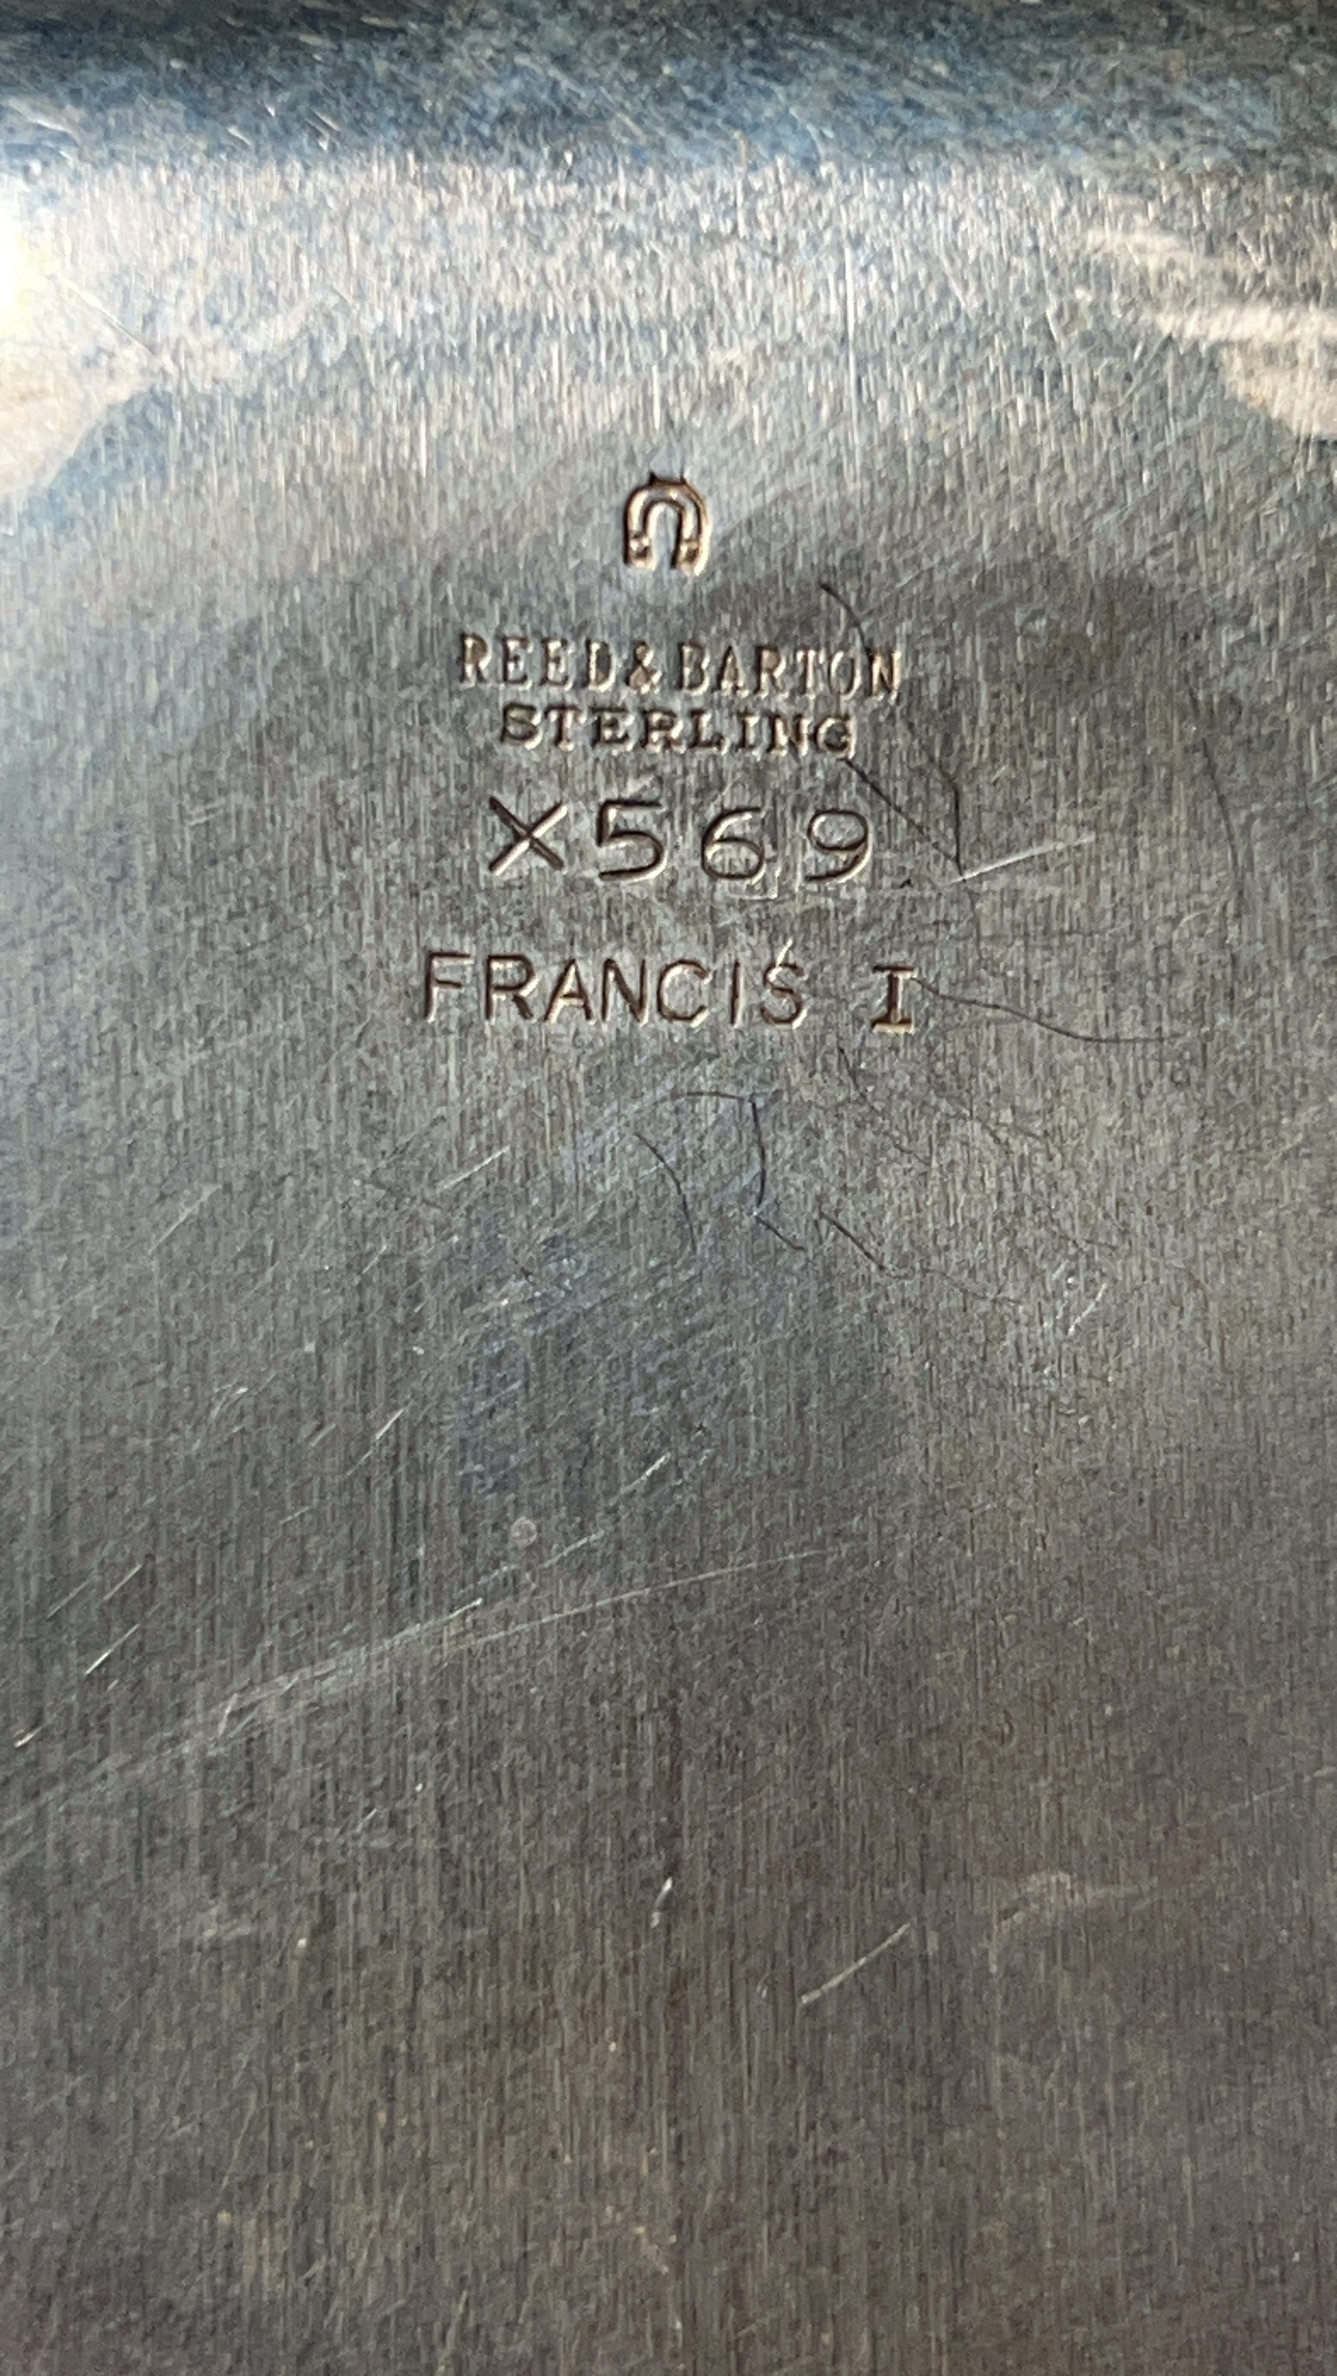 REED & BARTON
STERLING
X569
FRANCIS I